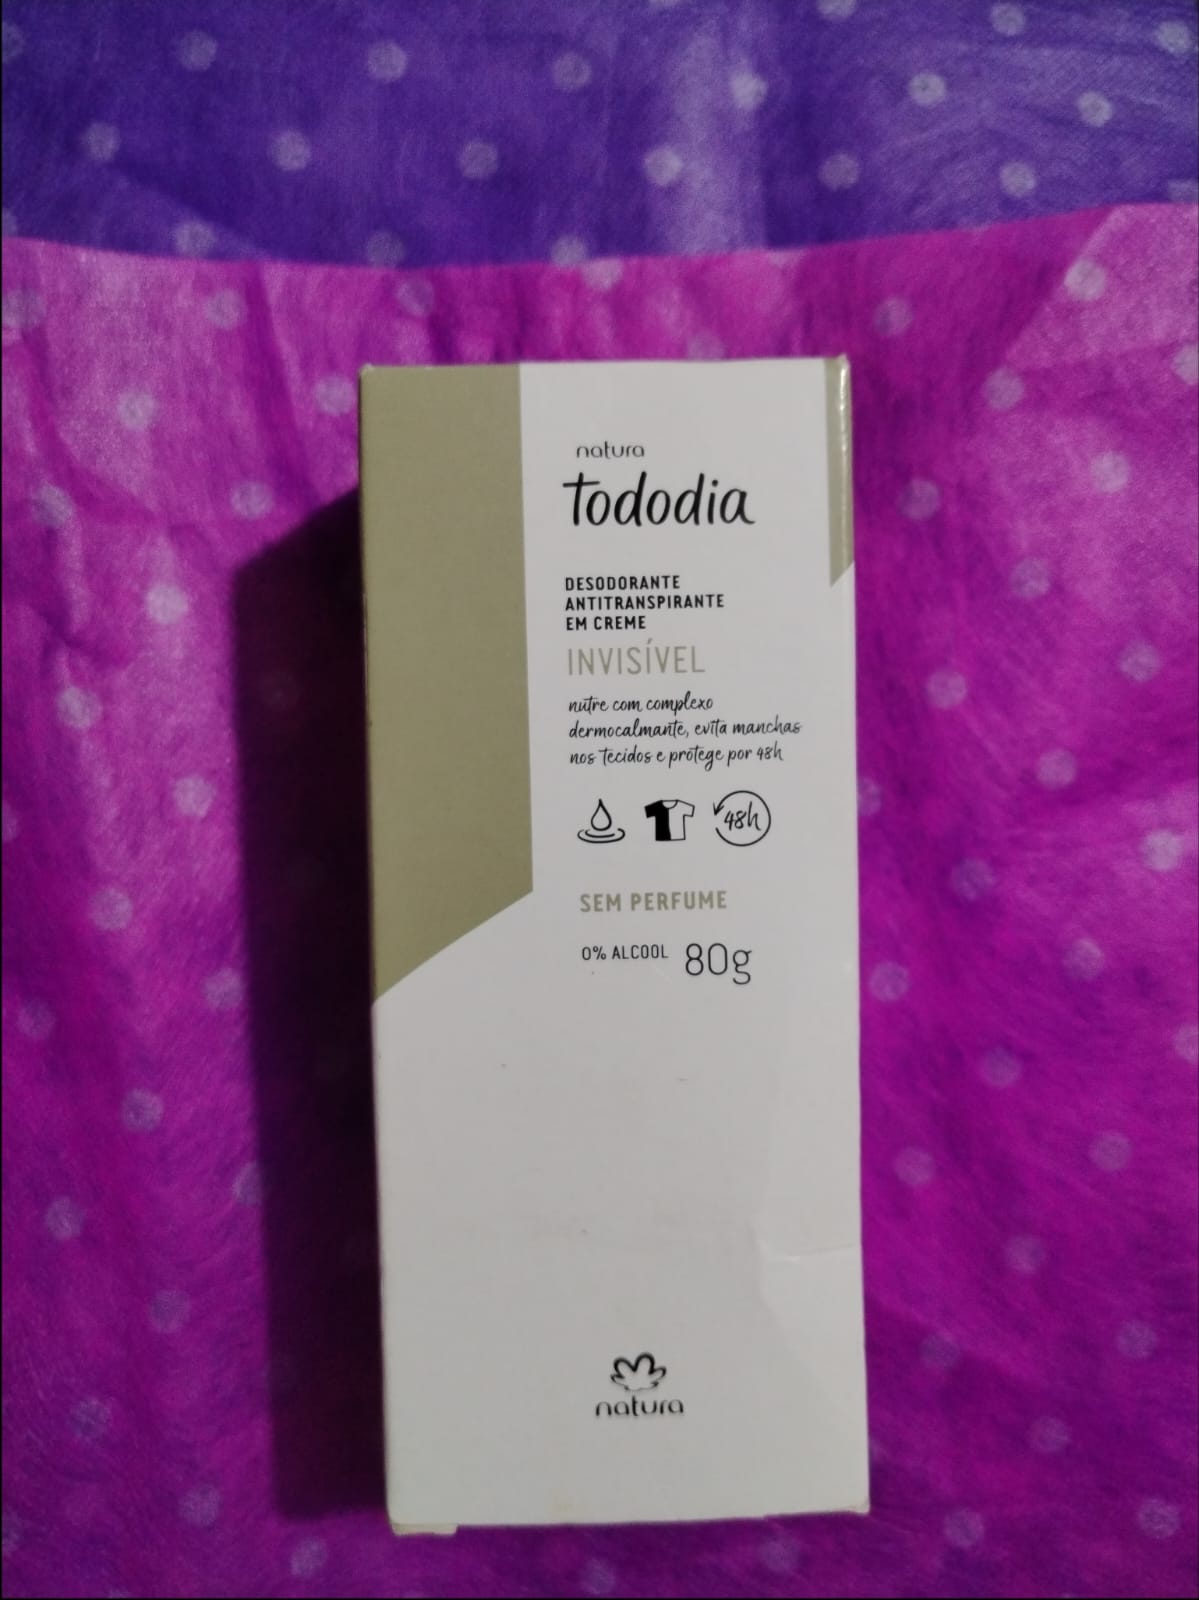 natura
tododia
DESODORANTE
ANTITRANSPIRANTE
EM CREME
INVISÍVEL
nutre com complexo
dermocalmante, evita manchas
nos tecidos e protege por 48h
48h
SEM PERFUME
0% ALCOOL 80g
natura